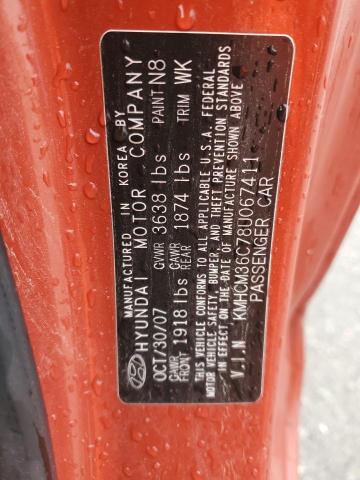 MANUFACTURED IN KOREA BY
HYUNDAI MOTOR COMPANY
OCT/30/07 GVWR 3638 lbs PAINT N8
GAWR FRONT 1918 lbs GAWR REAR 1874 lbs TRIM WK
THIS VEHICLE CONFORMS TO ALL APPLICABLE U.S.A. FEDERAL
MOTOR VEHICLE SAFETY, BUMPER, AND THEFT PREVENTION STANDARDS
IN EFFECT ON THE DATE OF MANUFACTURE SHOWN ABOVE
V.I.N KMHCM36C78U067411
PASSENGER CAR